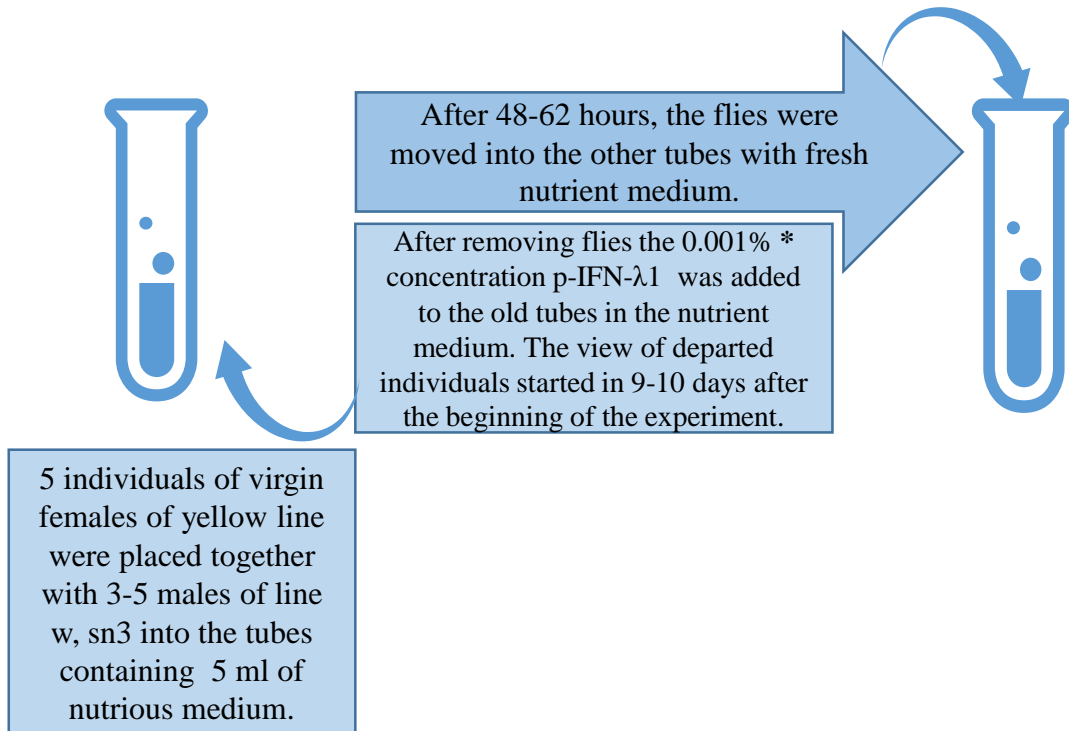 After 48-62 hours, the flies were
moved into the other tubes with fresh
nutrient medium.
After removing flies the 0.001% *
concentration p-IFN-λ1 was added
to the old tubes in the nutrient
medium. The view of departed
individuals started in 9-10 days after
the beginning of the experiment.
5 individuals of virgin
females of yellow line
were placed together
with 3-5 males of line
w, sn3 into the tubes
containing 5 ml of
nutrious medium.